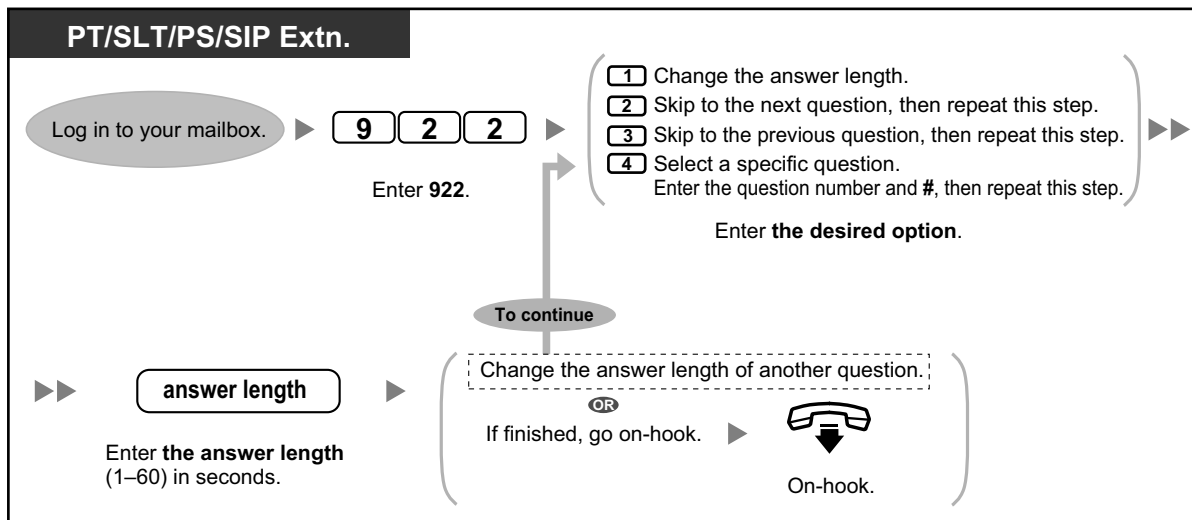 PT/SLT/PS/SIP Extn.
Log in to your mailbox.
9 2 2
Enter 922.
1 Change the answer length.
2 Skip to the next question, then repeat this step.
3 Skip to the previous question, then repeat this step.
4 Select a specific question.
Enter the question number and #, then repeat this step.
Enter the desired option.
To continue
answer length
Enter the answer length
(1–60) in seconds.
Change the answer length of another question.
OR
If finished, go on-hook.
On-hook.